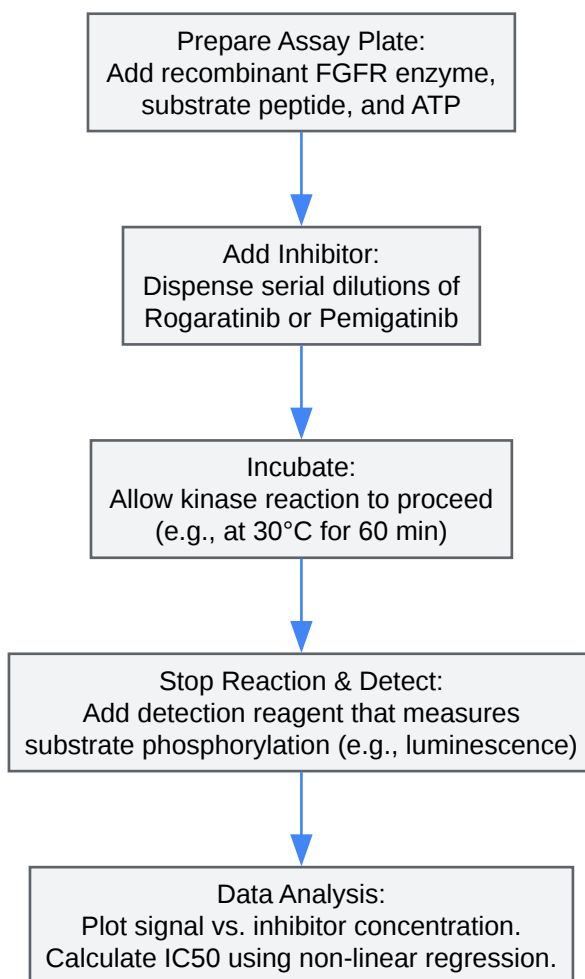 Prepare Assay Plate:
Add recombinant FGFR enzyme,
substrate peptide, and ATP
Add Inhibitor:
Dispense serial dilutions of
Rogaratinib or Pemigatinib
Incubate:
Allow kinase reaction to proceed
(e.g., at 30°C for 60 min)
Stop Reaction & Detect:
Add detection reagent that measures
substrate phosphorylation (e.g., luminescence)
Data Analysis:
Plot signal vs. inhibitor concentration.
Calculate IC50 using non-linear regression.